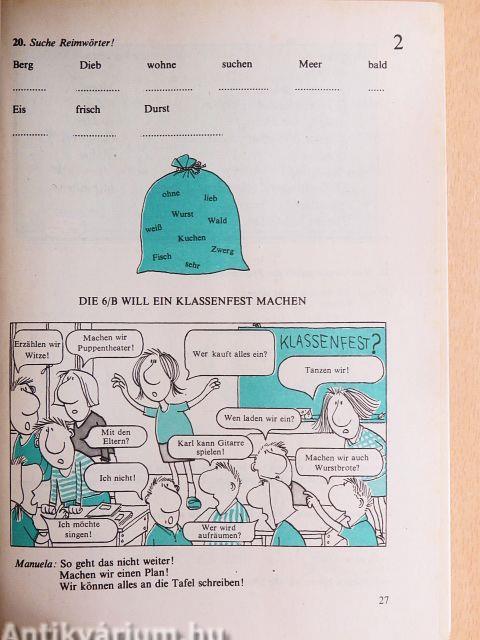 20. Suche Reimwörter!
2
Berg Dieb wohne suchen Meer bald
Eis frisch Durst
ohne
lieb
Wurst
Wald
weiß
Kuchen
Zwerg
Fisch
sehr
DIE 6/B WILL EIN KLASSENFEST MACHEN
Erzählen wir
Witze!
Machen wir
Puppentheater!
Wer kauft alles ein?
KLASSENFEST?
Tanzen wir!
Mit den
Eltern?
Karl kann Gitarre
spielen!
Wen laden wir ein?
Machen wir auch
Wurstbrote?
Ich nicht!
Ich möchte
singen!
Wer wird
aufräumen?
Manuela: So geht das nicht weiter!
Machen wir einen Plan!
Wir können alles an die Tafel schreiben!
27
Antikvárium.hu